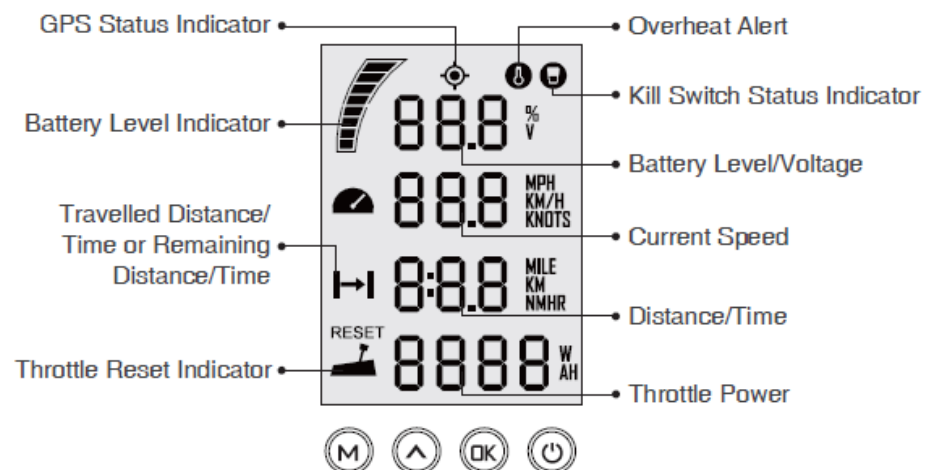 GPS Status Indicator
Overheat Alert
Kill Switch Status Indicator
88.8 % V
Battery Level Indicator
Battery Level/Voltage
88.8 MPH
KM/H
KNOTS
Travelled Distance/
Time or Remaining
Distance/Time
Current Speed
8:8.8 MILE
KM
NMHR
Distance/Time
RESET
8888 W
AH
Throttle Reset Indicator
Throttle Power
M OK